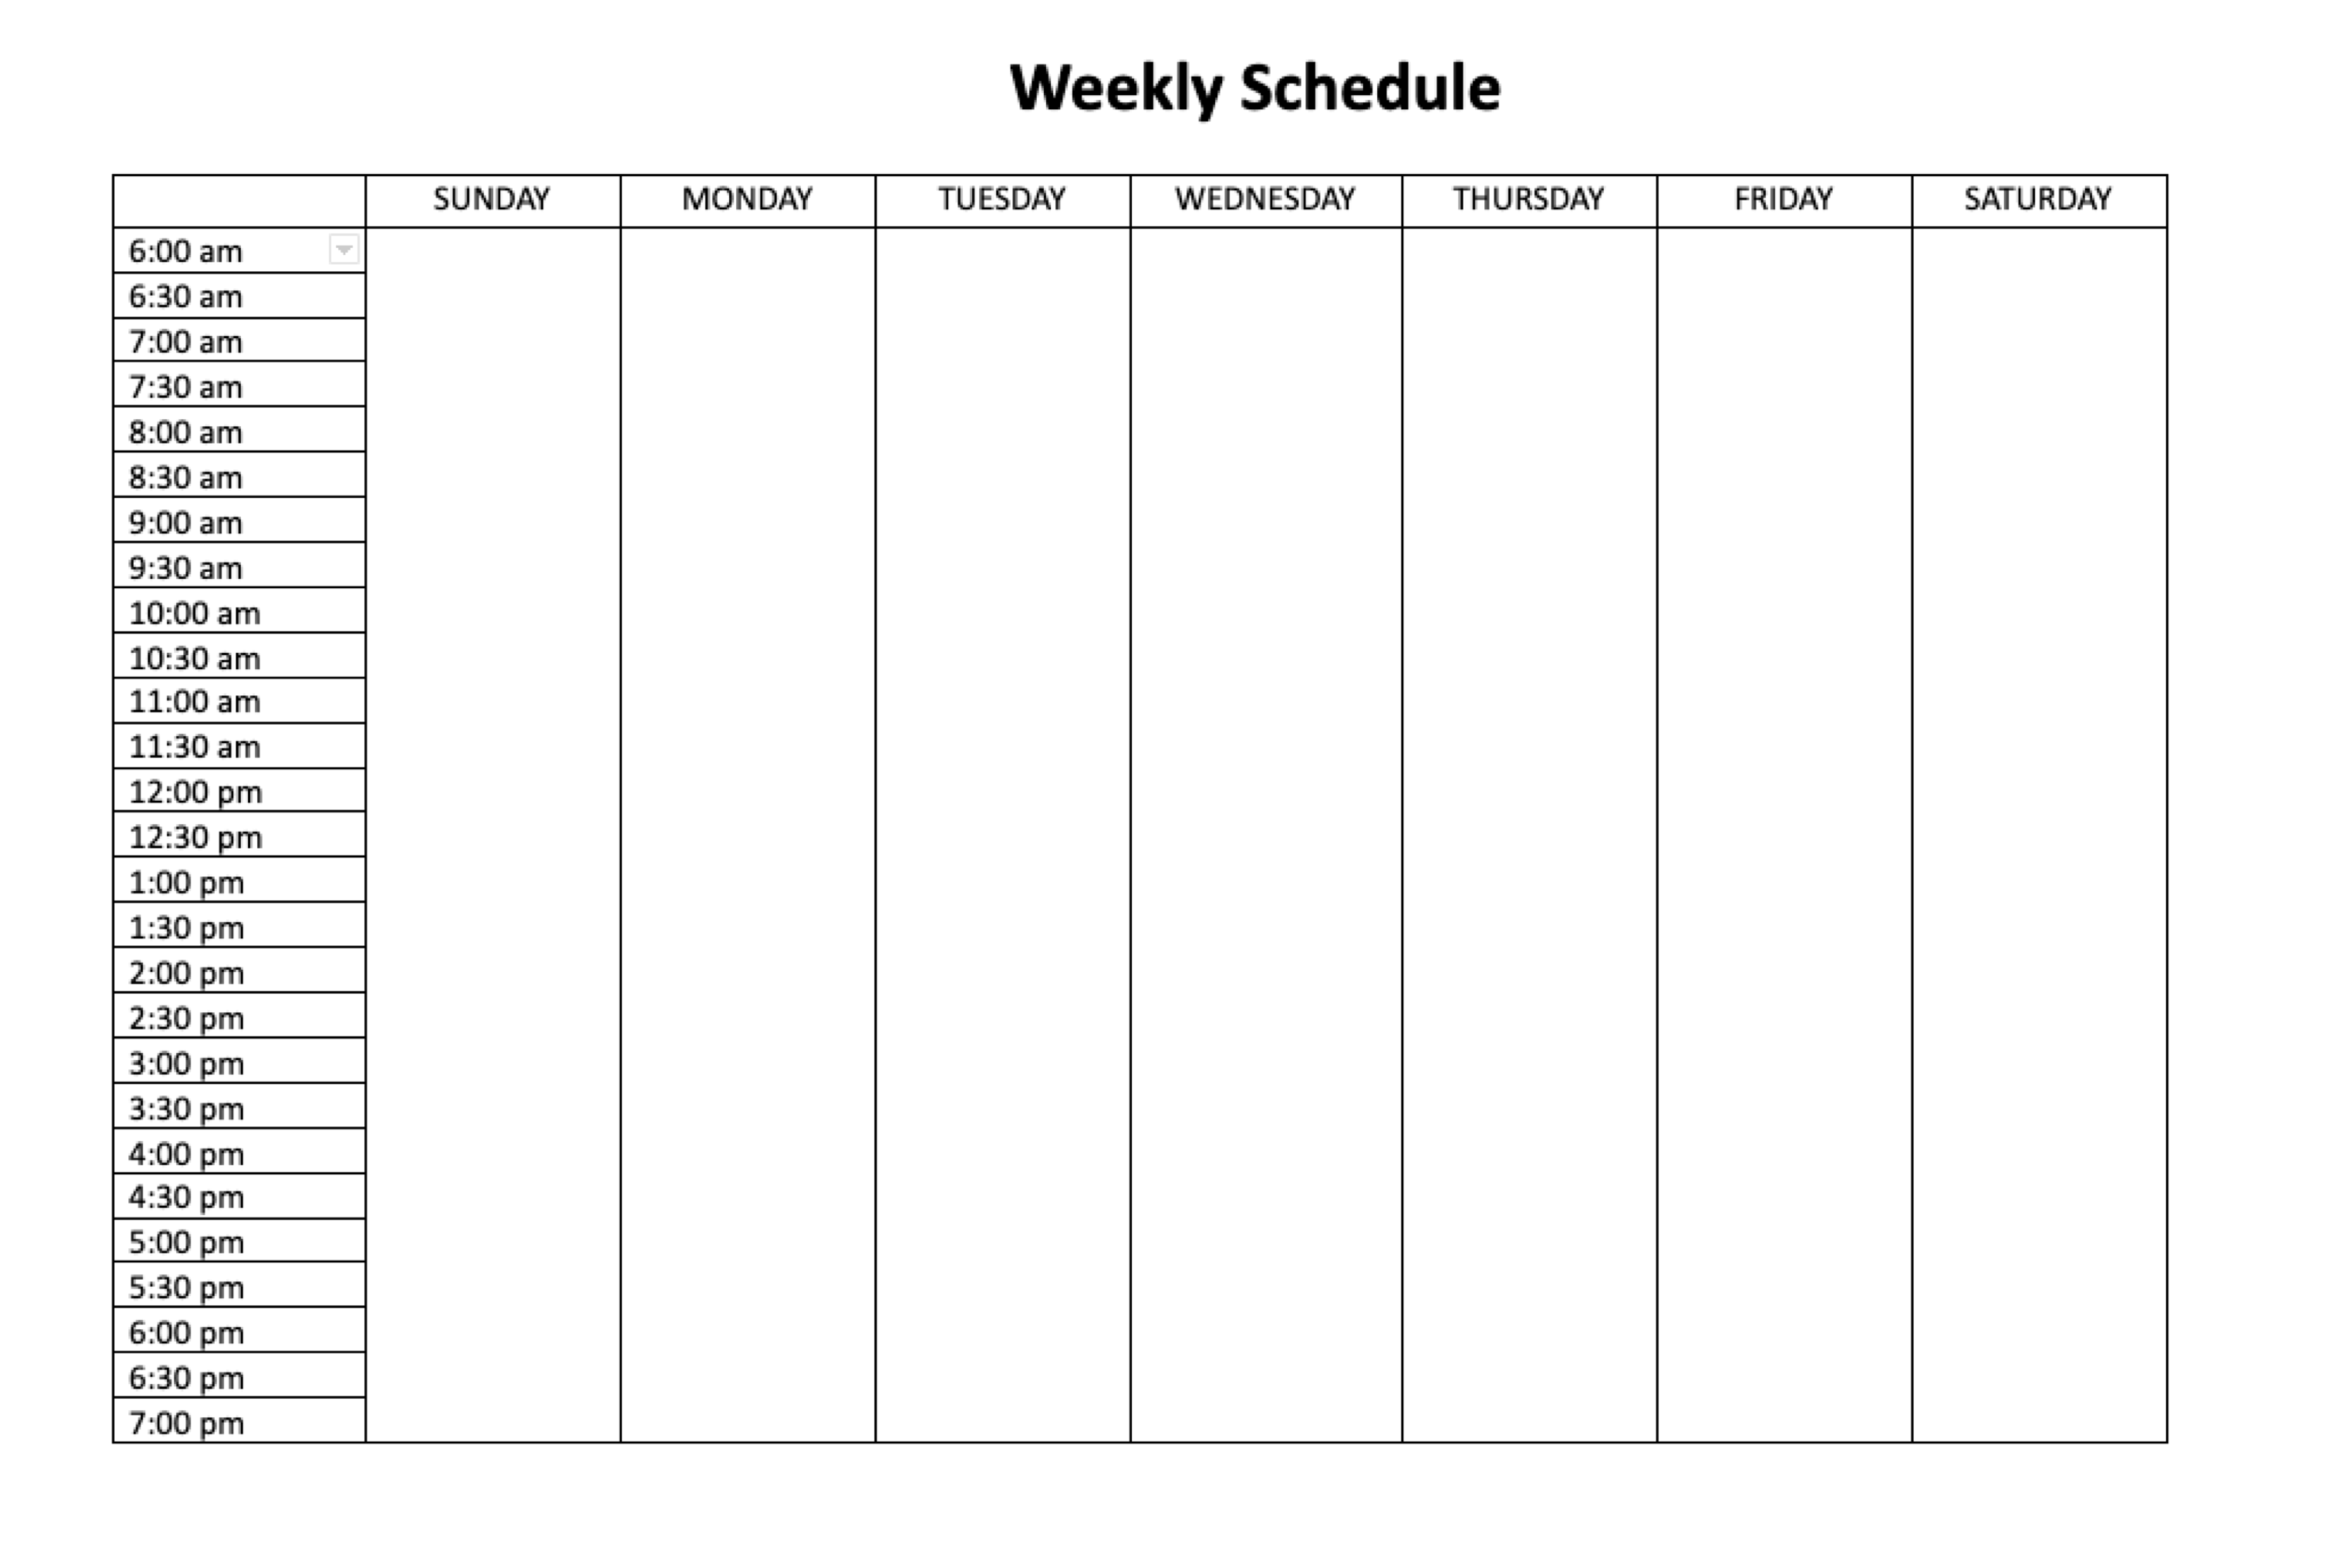 Weekly Schedule
SUNDAY MONDAY TUESDAY WEDNESDAY THURSDAY FRIDAY SATURDAY
6:00 am
6:30 am
7:00 am
7:30 am
8:00 am
8:30 am
9:00 am
9:30 am
10:00 am
10:30 am
11:00 am
11:30 am
12:00 pm
12:30 pm
1:00 pm
1:30 pm
2:00 pm
2:30 pm
3:00 pm
3:30 pm
4:00 pm
4:30 pm
5:00 pm
5:30 pm
6:00 pm
6:30 pm
7:00 pm